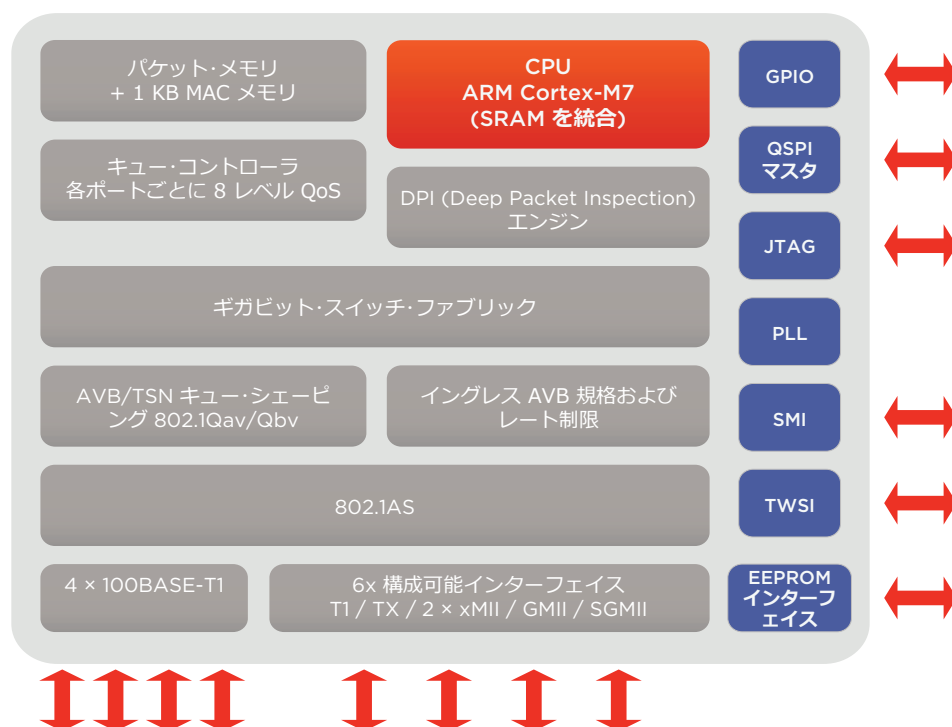 パケット・メモリ
+ 1 KB MAC メモリ
CPU
ARM Cortex-M7
(SRAM を統合)
GPIO
キュー・コントローラ
各ポートごとに 8 レベル QoS
QSPI
マスタ
DPI (Deep Packet Inspection)
エンジン
JTAG
ギガビット・スイッチ・ファブリック
PLL
AVB/TSN キュー・シェーピ
ング 802.1Qav/Qbv
イングレス AVB 規格および
レート制限
SMI
802.1AS
TWSI
4 × 100BASE-T1
6x 構成可能インターフェイス
T1 / TX / 2 × xMII / GMII / SGMII
EEPROM
インターフ
ェイス